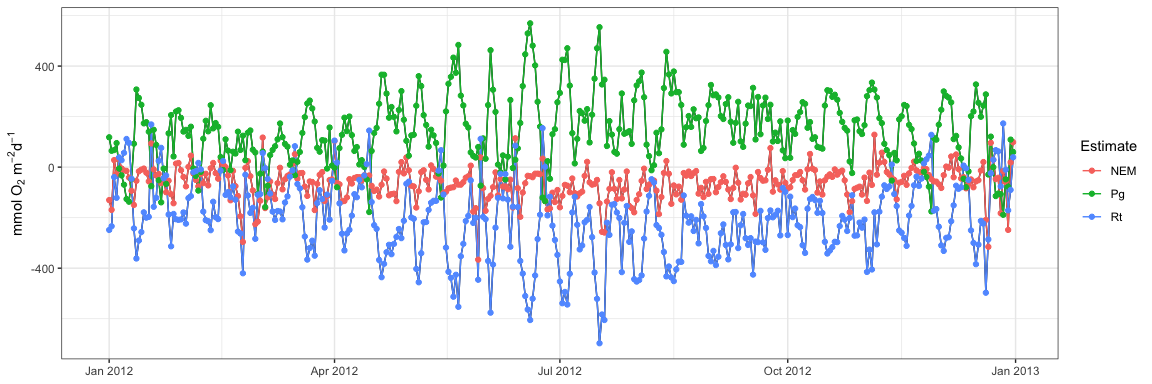 mmol O₂ m⁻²d⁻¹
400
0
-400
Jan 2012
Apr 2012
Jul 2012
Oct 2012
Jan 2013
Estimate
NEM
Pg
Rt